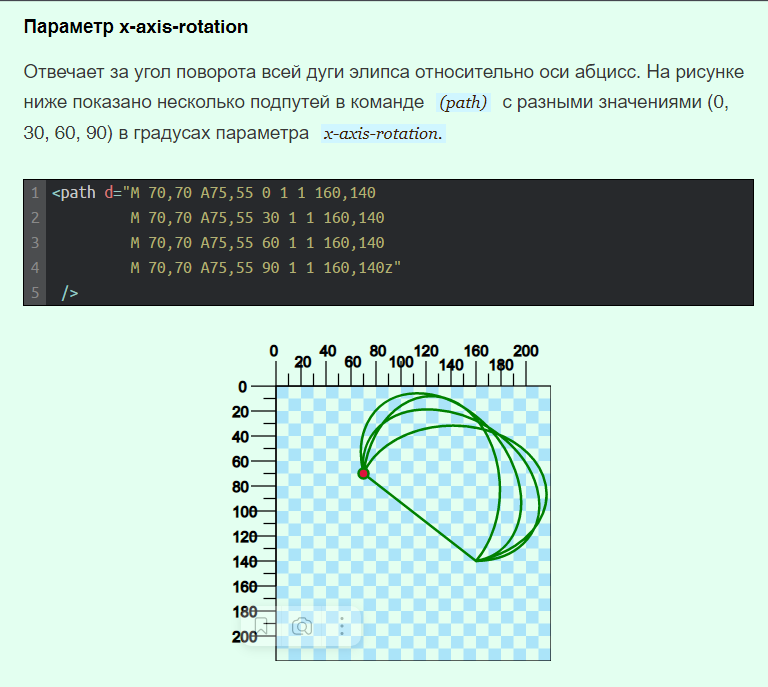 Параметр x-axis-rotation
Отвечает за угол поворота всей дуги элипса относительно оси абцисс. На рисунке
ниже показано несколько подпутей в команде (path) с разными значениями (0,
30, 60, 90) в градусах параметра x-axis-rotation.
1 <path d="M 70,70 A75,55 0 1 1 160,140
2 M 70,70 A75,55 30 1 1 160,140
3 M 70,70 A75,55 60 1 1 160,140
4 M 70,70 A75,55 90 1 1 160,140z"
5 />
0 20 40 60 80 100 120 140 160 180 200
0
20
40
60
80
100
120
140
160
180
200